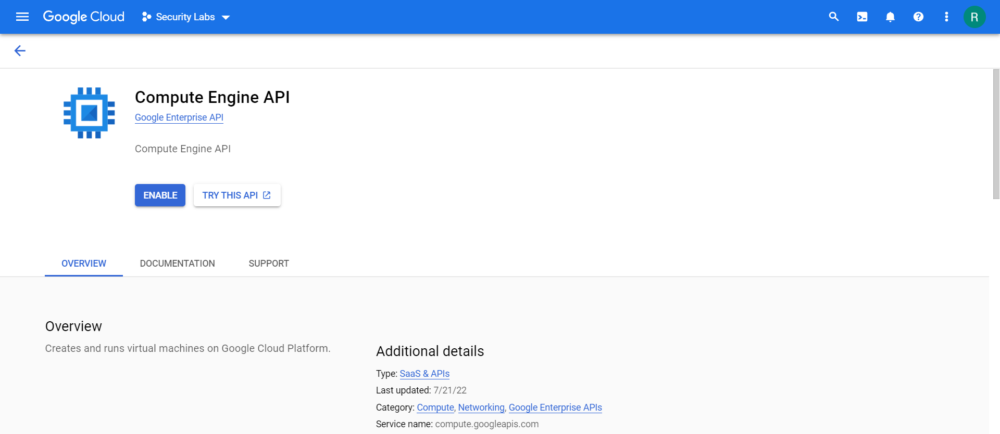 Google Cloud Security Labs R
Compute Engine API
Google Enterprise API
Compute Engine API
ENABLE TRY THIS API
OVERVIEW DOCUMENTATION SUPPORT
Overview
Creates and runs virtual machines on Google Cloud Platform.
Additional details
Type: SaaS & APIs
Last updated: 7/21/22
Category: Compute, Networking, Google Enterprise APIs
Service name: compute.googleapis.com